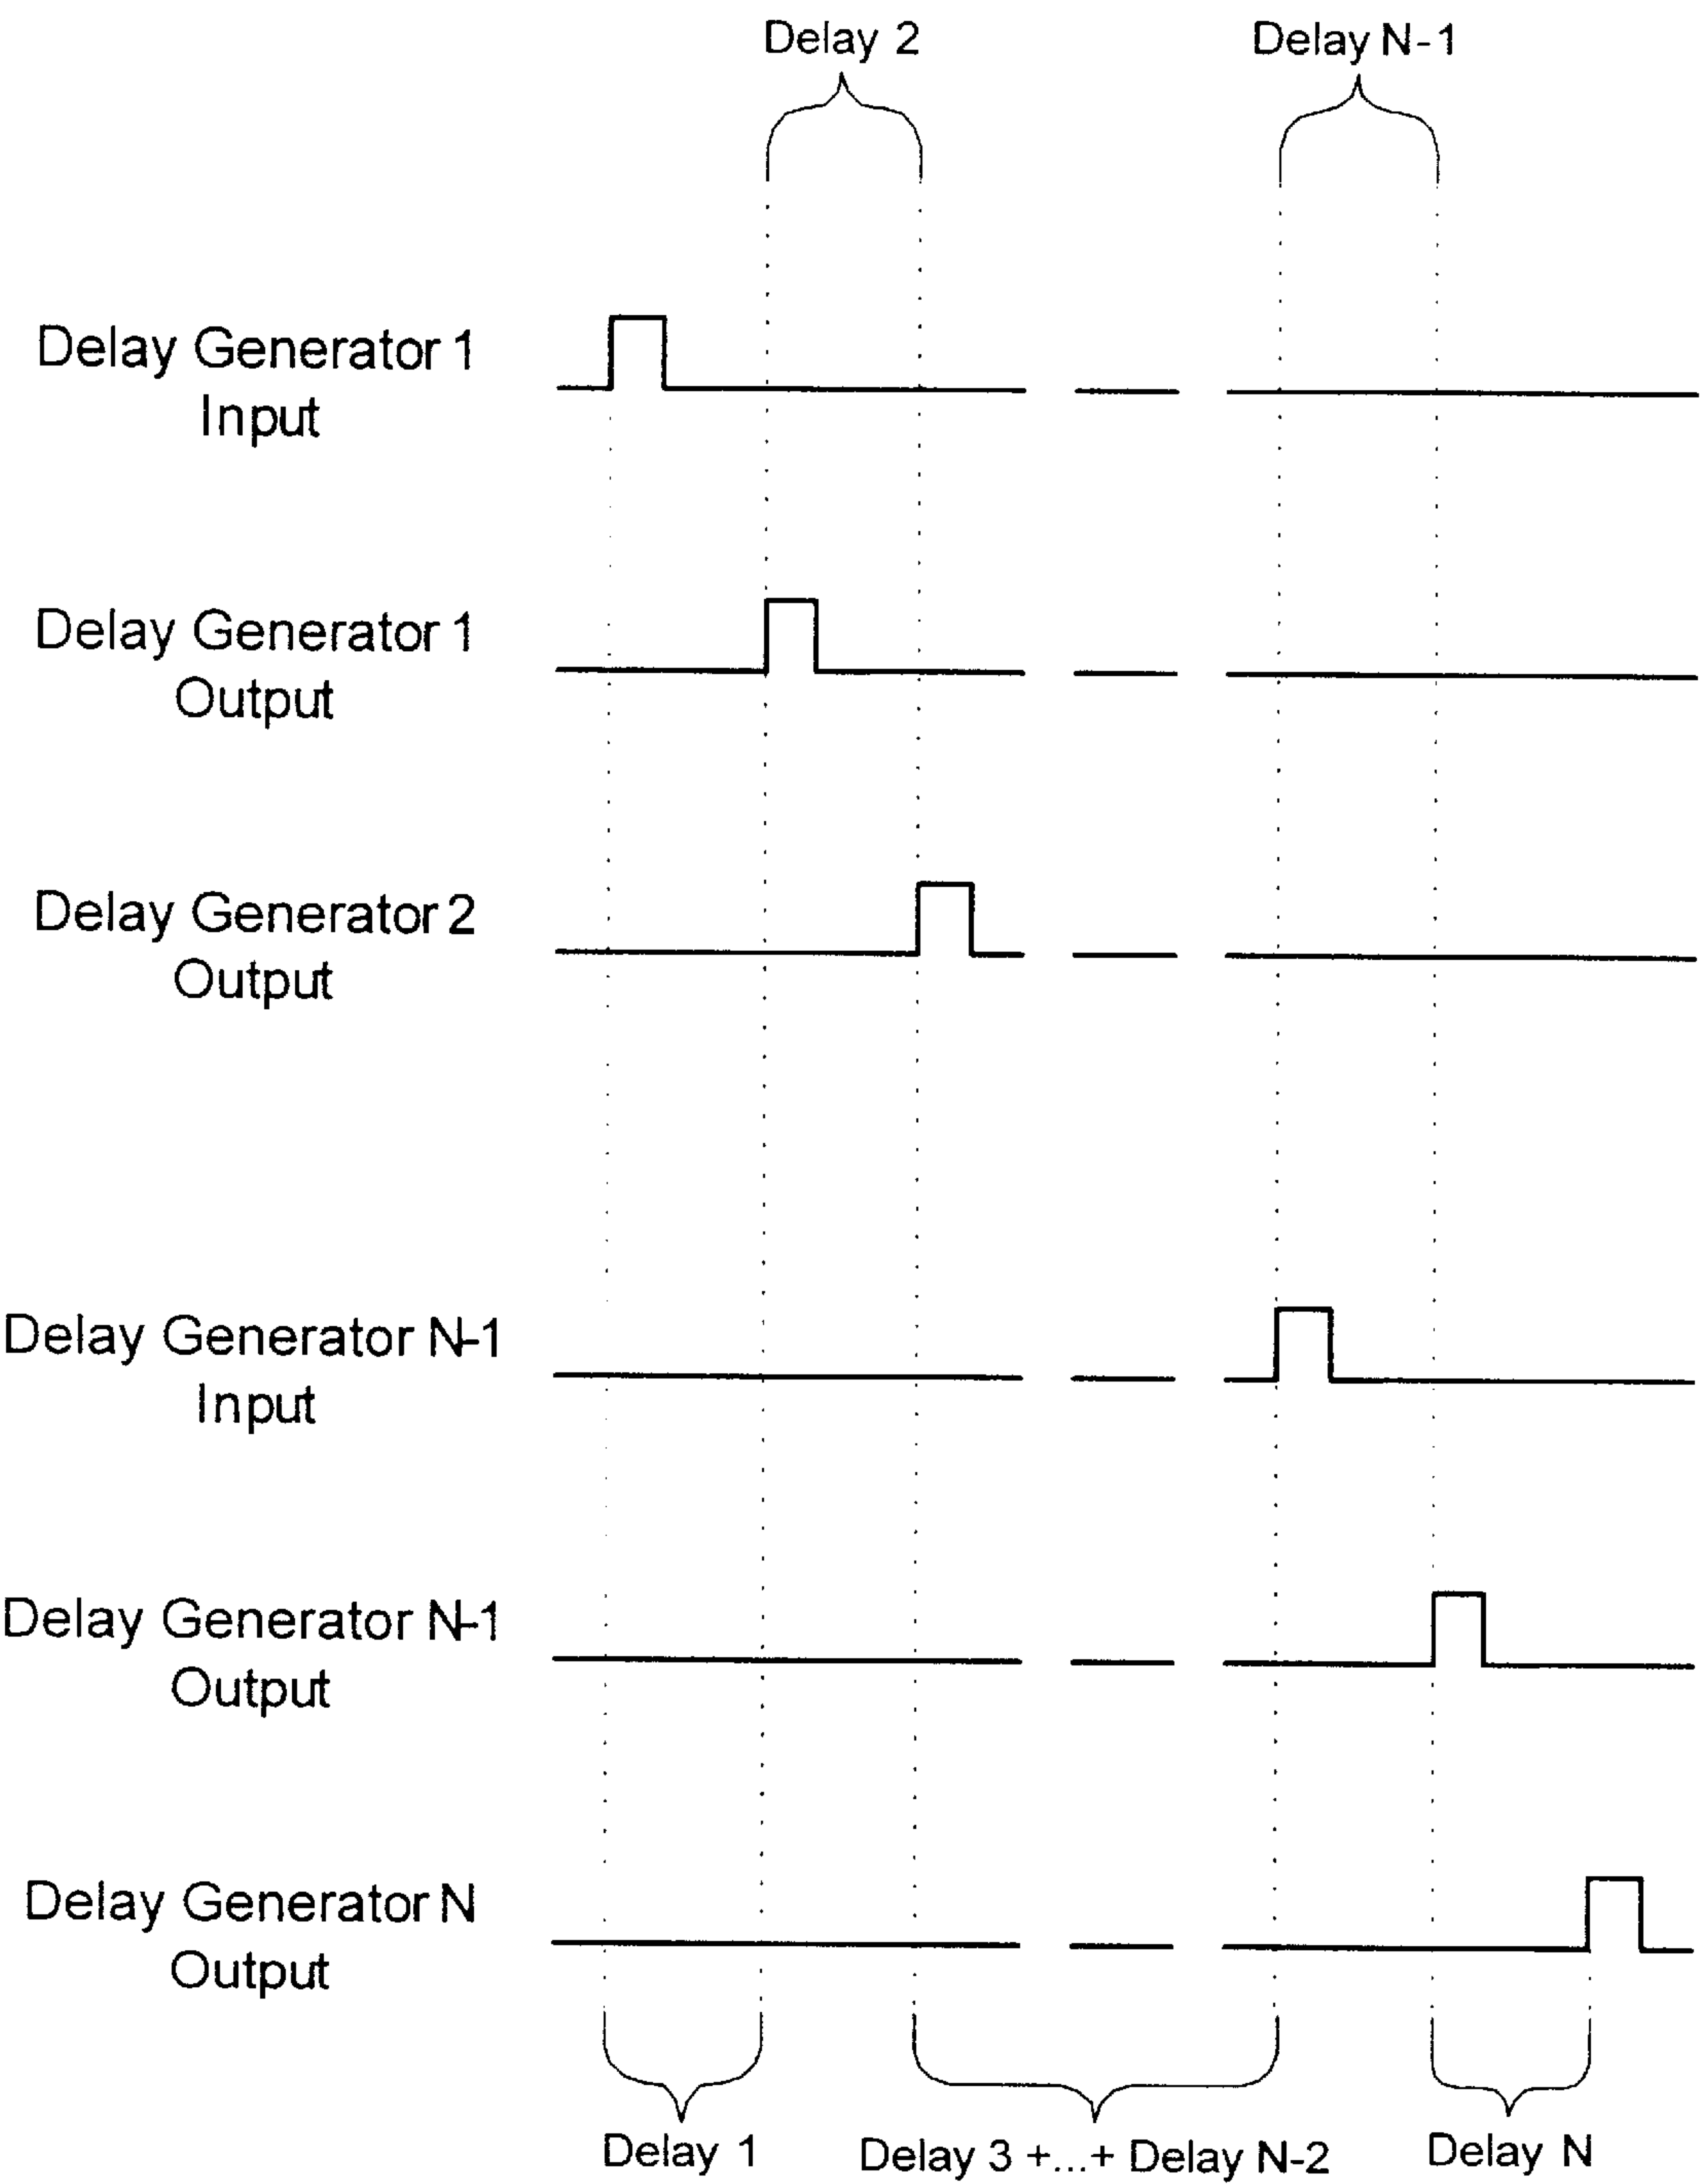 Delay 2
Delay N-1
Delay Generator 1
Input
Delay Generator 1
Output
Delay Generator 2
Output
Delay Generator N-1
Input
Delay Generator N-1
Output
Delay Generator N
Output
Delay 1
Delay 3 +...+ Delay N-2
Delay N